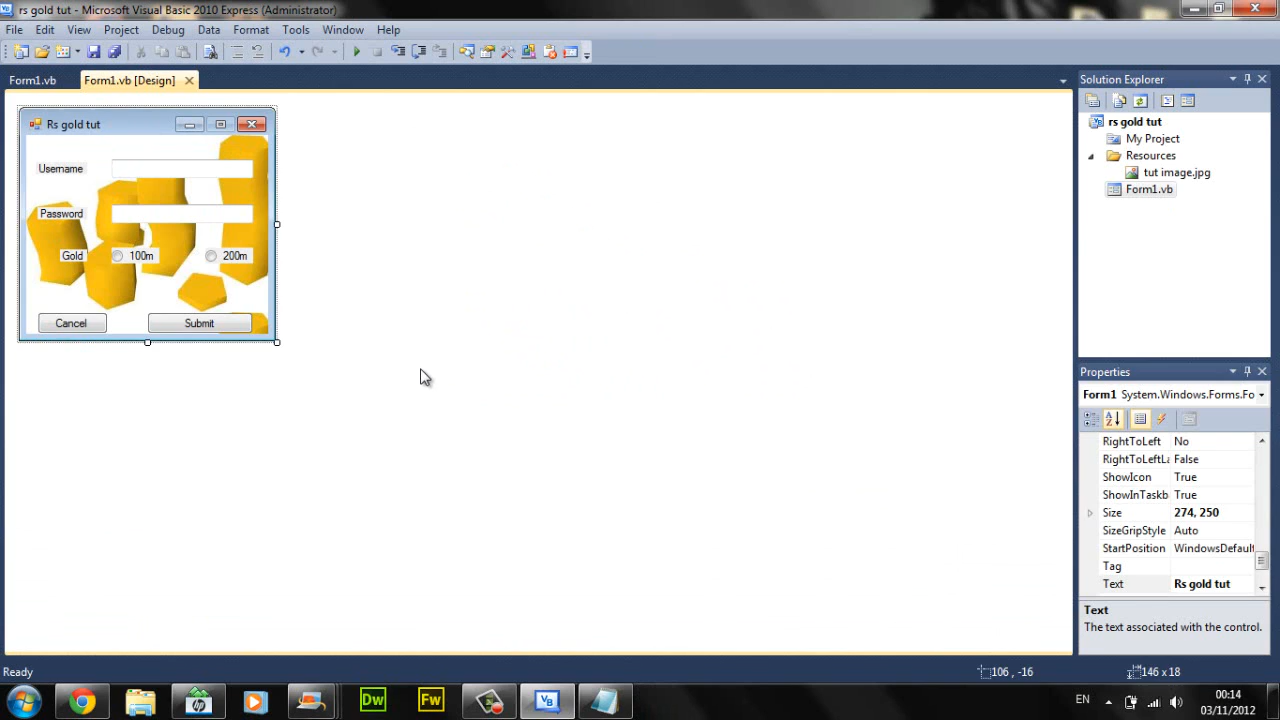 rs gold tut - Microsoft Visual Basic 2010 Express (Administrator)
File Edit View Project Debug Data Format Tools Window Help
Form1.vb Form1.vb [Design]
Rs gold tut
Username
Password
Gold 100m 200m
Cancel Submit
Solution Explorer
VB rs gold tut
My Project
Resources
tut image.jpg
Form1.vb
Properties
Form1 System.Windows.Forms.Fo
RightToLeft No
RightToLeftLa False
ShowIcon True
ShowInTaskb True
Size 274, 250
SizeGripStyle Auto
StartPosition WindowsDefault
Tag
Text Rs gold tut
Text
The text associated with the control.
Ready 106 , -16 146 x 18
hp Dw Fw VB EN 00:14
03/11/2012